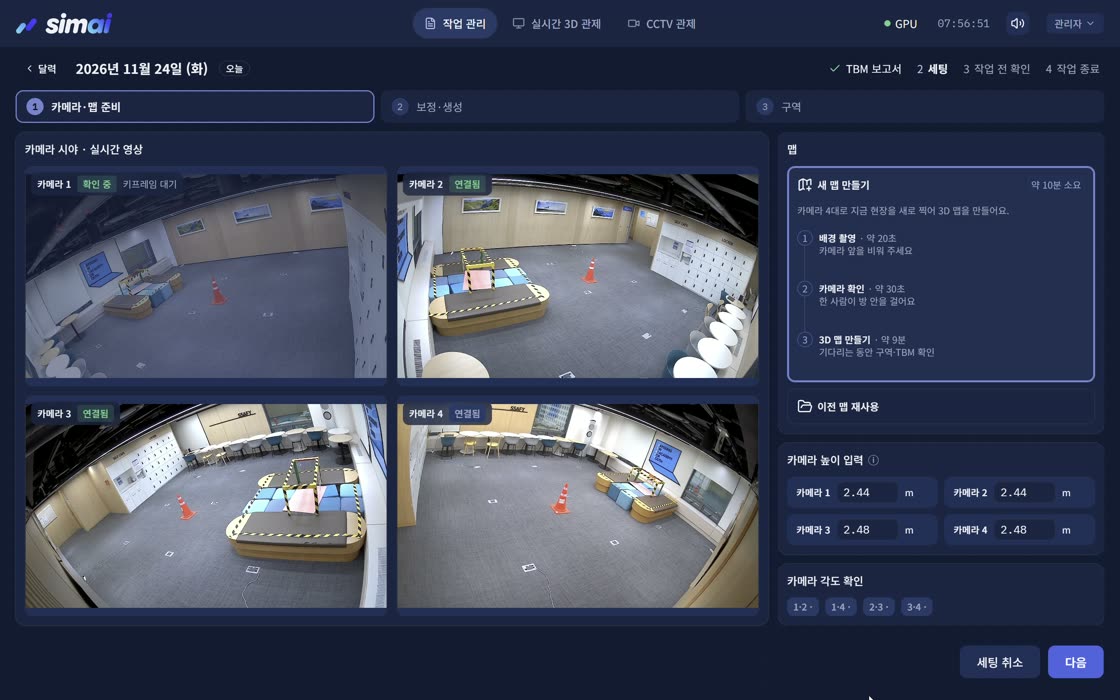 simai
작업 관리
실시간 3D 관제
CCTV 관제
GPU
07:56:51
관리자
달력
2026년 11월 24일 (화)
오늘
TBM 보고서
2 세팅
3 작업 전 확인
4 작업 종료
1 카메라·맵 준비
2 보정·생성
3 구역
카메라 시야 · 실시간 영상
카메라 1 확인 중 키프레임 대기
카메라 2 연결됨
카메라 3 연결됨
SSAFY
카메라 4 연결됨
SSAFY
맵
새 맵 만들기
약 10분 소요
카메라 4대로 지금 현장을 새로 찍어 3D 맵을 만들어요.
1 배경 촬영 · 약 20초
카메라 앞을 비워 주세요
2 카메라 확인 · 약 30초
한 사람이 방 안을 걸어요
3 3D 맵 만들기 · 약 9분
기다리는 동안 구역·TBM 확인
이전 맵 재사용
카메라 높이 입력
카메라 1 2.44 m
카메라 2 2.44 m
카메라 3 2.48 m
카메라 4 2.48 m
카메라 각도 확인
1·2 ·
1·4 ·
2·3 ·
3·4 ·
세팅 취소
다음